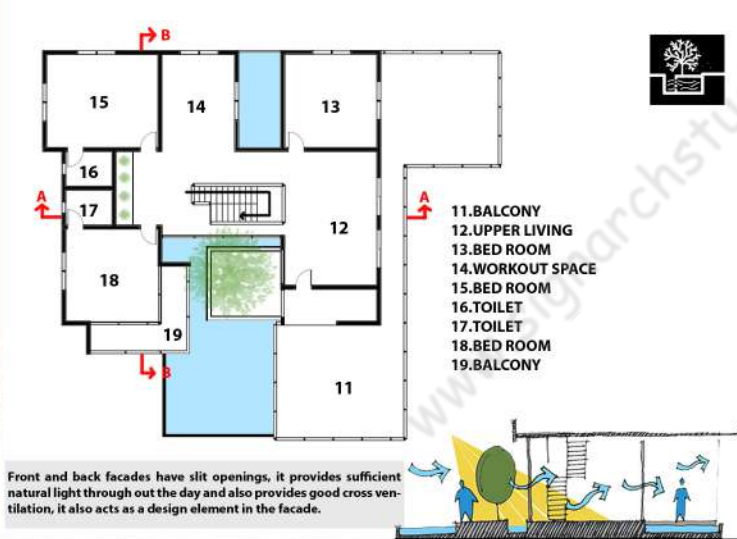 B
15
14
13
16
A
17
A
12
18
19
11
B
11.BALCONY
12.UPPER LIVING
13.BED ROOM
14.WORKOUT SPACE
15.BED ROOM
16.TOILET
17.TOILET
18.BED ROOM
19.BALCONY
Front and back facades have slit openings, it provides sufficient
natural light through out the day and also provides good cross ven-
tilation, it also acts as a design element in the facade.